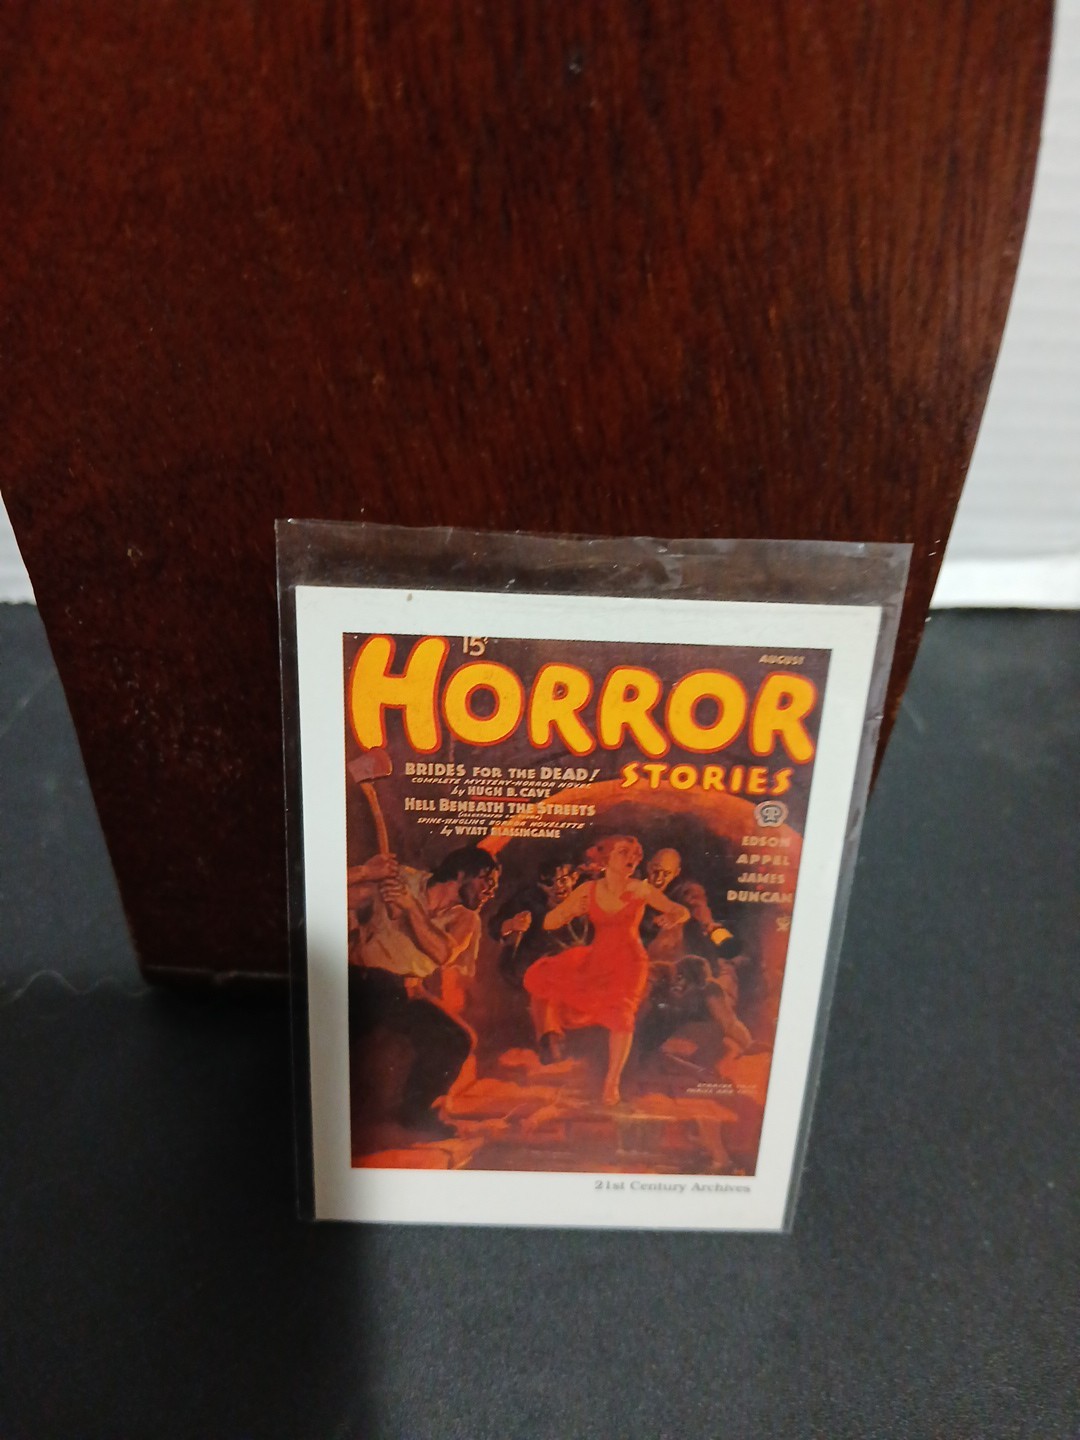 15¢
AUGUST
HORROR
STORIES
BRIDES FOR THE DEAD!
COMPLETE MYSTERY-HORROR NOVEL
by HUGH B. CAVE
HELL BENEATH THE STREETS
SPINE-TINGLING HORROR NOVELETTE
by WYATT BLASSINGAME
EDSON
APPEL
JAMES
DUNCAN
21st Century Archives